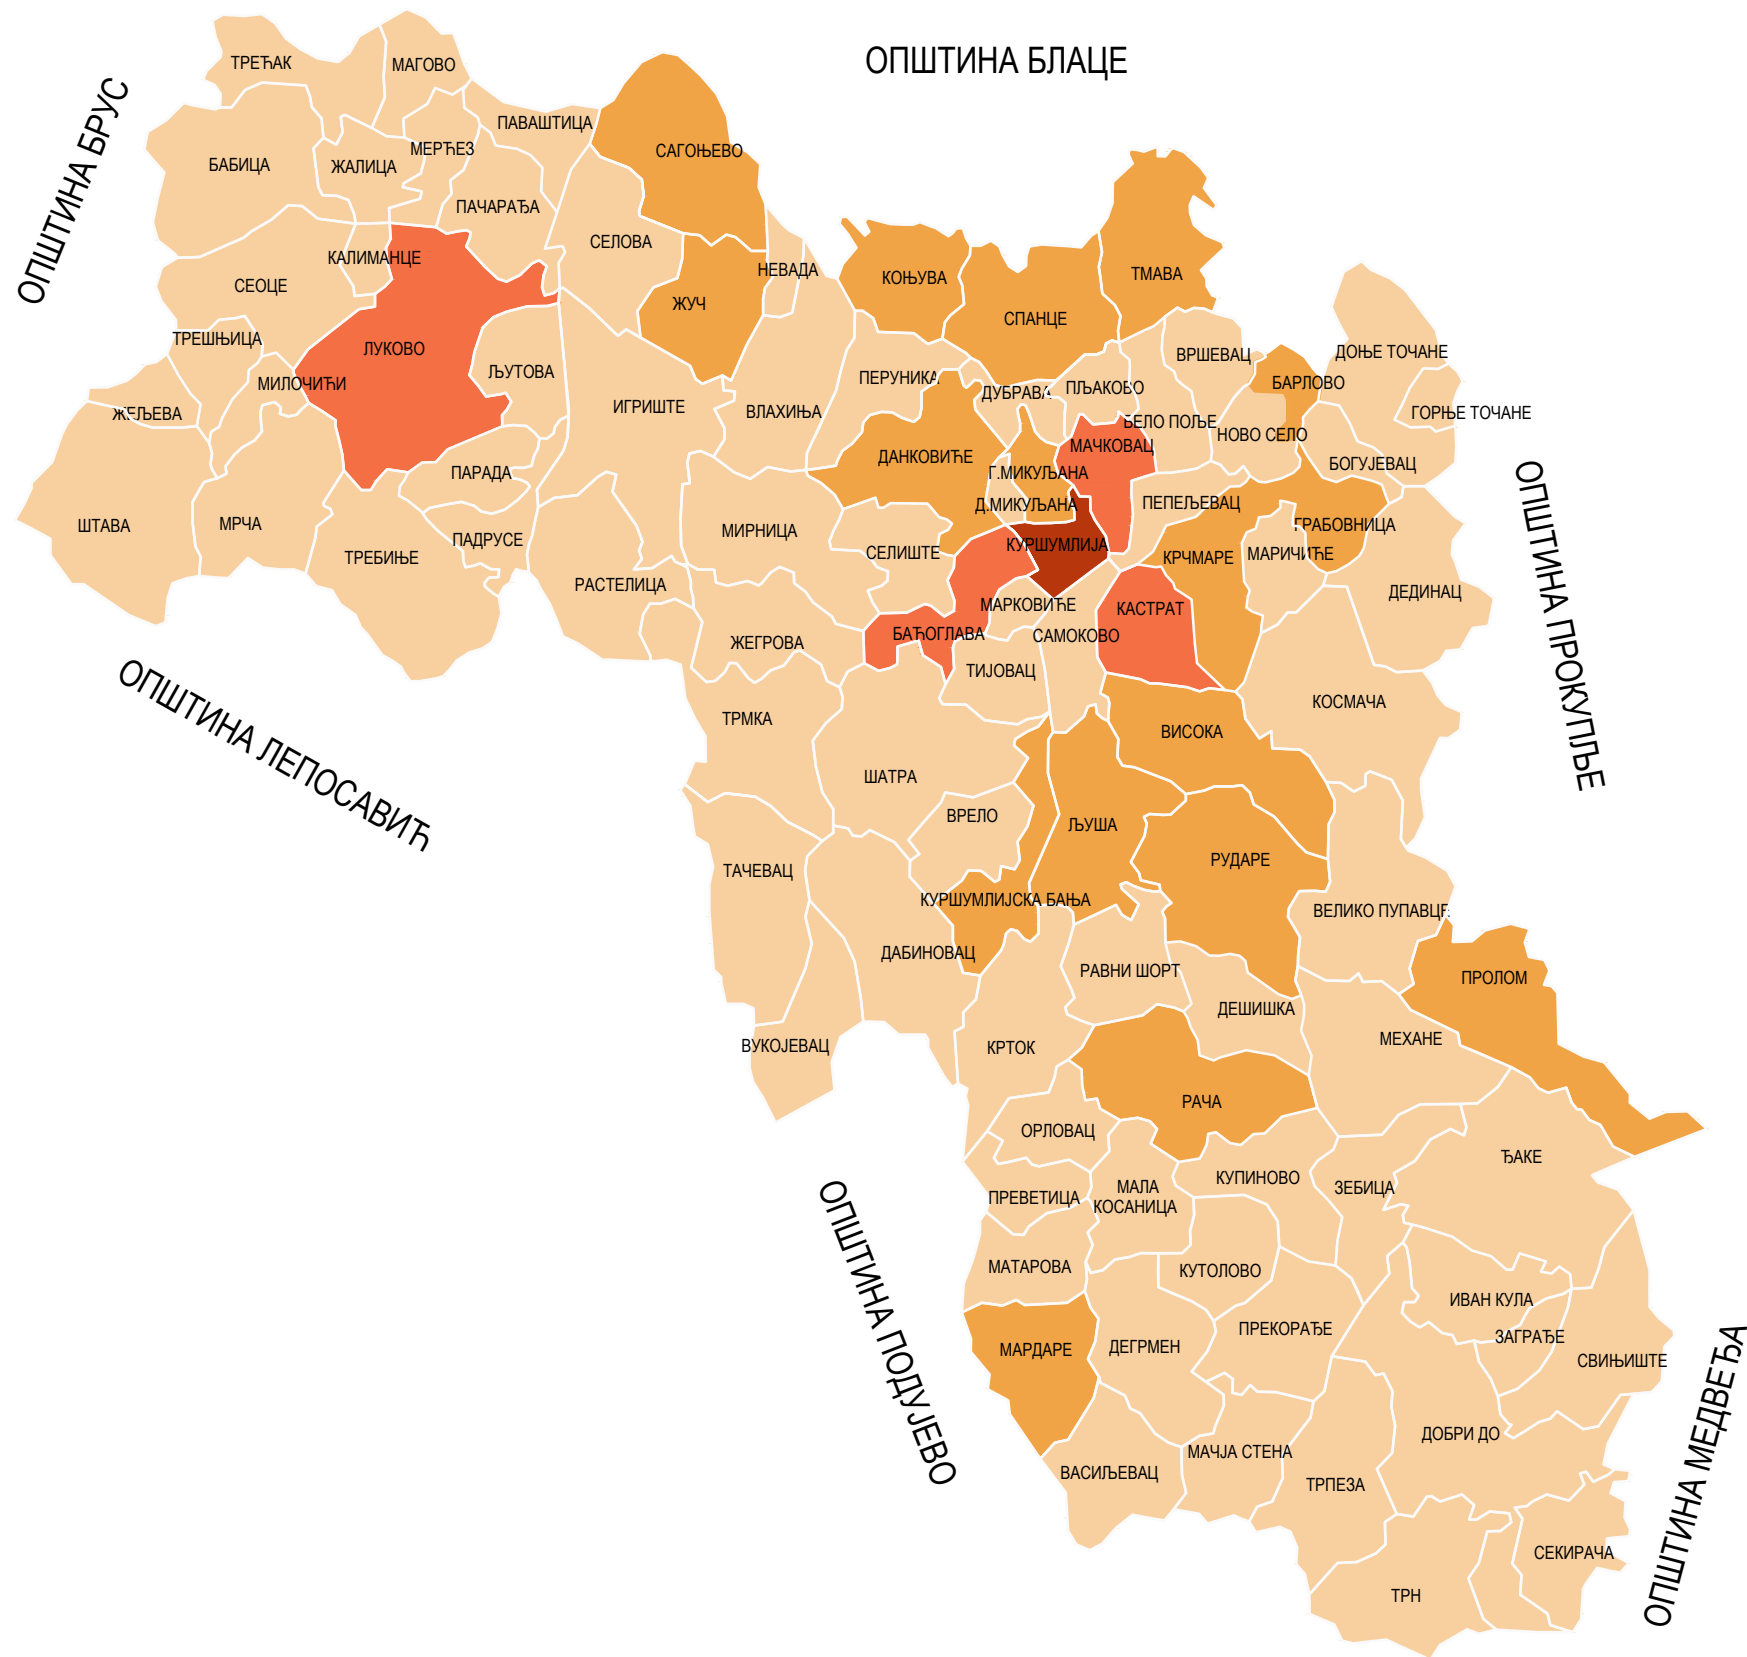 ОПШТИНА БЛАЦЕ
ОПШТИНА БРУС
ТРЕЋАК
МАГОВО
ПАВАШТИЦА
МЕРЋЕЗ
САГОЊЕВО
БАБИЦА
ЖАЛИЦА
ПАЧАРАЂА
СЕЛОВА
КАЛИМАНЦЕ
НЕВАДА
КОЊУВА
ТМАВА
СЕОЦЕ
ЖУЧ
СПАНЦЕ
ТРЕШЊИЦА
ЛУКОВО
ВРШЕВАЦ
ДОЊЕ ТОЧАНЕ
МИЛОЧИЋИ
ЉУТОВА
ПЕРУНИКА
ДУБРАВА
ПЉАКОВО
БАРЛОВО
ЖЕЉЕВА
ИГРИШТЕ
ВЛАХИЊА
БЕЛО ПОЉЕ
ГОРЊЕ ТОЧАНЕ
НОВО СЕЛО
МАЧКОВАЦ
ДАНКОВИЋЕ
БОГУЈЕВАЦ
ПАРАДА
Г.МИКУЉАНА
Д.МИКУЉАНА
ПЕПЕЉЕВАЦ
ШТАВА
МРЧА
ГРАБОВНИЦА
ПАДРУСЕ
МИРНИЦА
ТРЕБИЊЕ
СЕЛИШТЕ
КУРШУМЛИЈА
КРЧМАРЕ
МАРИЧИЋЕ
РАСТЕЛИЦА
ДЕДИНАЦ
МАРКОВИЋЕ
КАСТРАТ
ЖЕГРОВА
БАЋОГЛАВА
САМОКОВО
ТИЈОВАЦ
ОПШТИНА ПРОКУПЉЕ
КОСМАЧА
ТРМКА
ВИСОКА
ОПШТИНА ЛЕПОСАВИЋ
ШАТРА
ВРЕЛО
ЉУША
РУДАРЕ
ТАЧЕВАЦ
КУРШУМЛИЈСКА БАЊА
ВЕЛИКО ПУПАВЦЕ
ДАБИНОВАЦ
РАВНИ ШОРТ
ПРОЛОМ
ДЕШИШКА
ВУКОЈЕВАЦ
КРТОК
МЕХАНЕ
РАЧА
ОРЛОВАЦ
ЂАКЕ
КУПИНОВО
ЗЕБИЦА
ПРЕВЕТИЦА
МАЛА
КОСАНИЦА
МАТАРОВА
КУТОЛОВО
ИВАН КУЛА
ПРЕКОРАЂЕ
ЗАГРАЂЕ
МАРДАРЕ
ДЕГРМЕН
СВИЊИШТЕ
ОПШТИНА ПОДУЈЕВО
ДОБРИ ДО
МАЧЈА СТЕНА
ВАСИЉЕВАЦ
ТРПЕЗА
ОПШТИНА МЕДВЕЂА
СЕКИРАЧА
ТРН